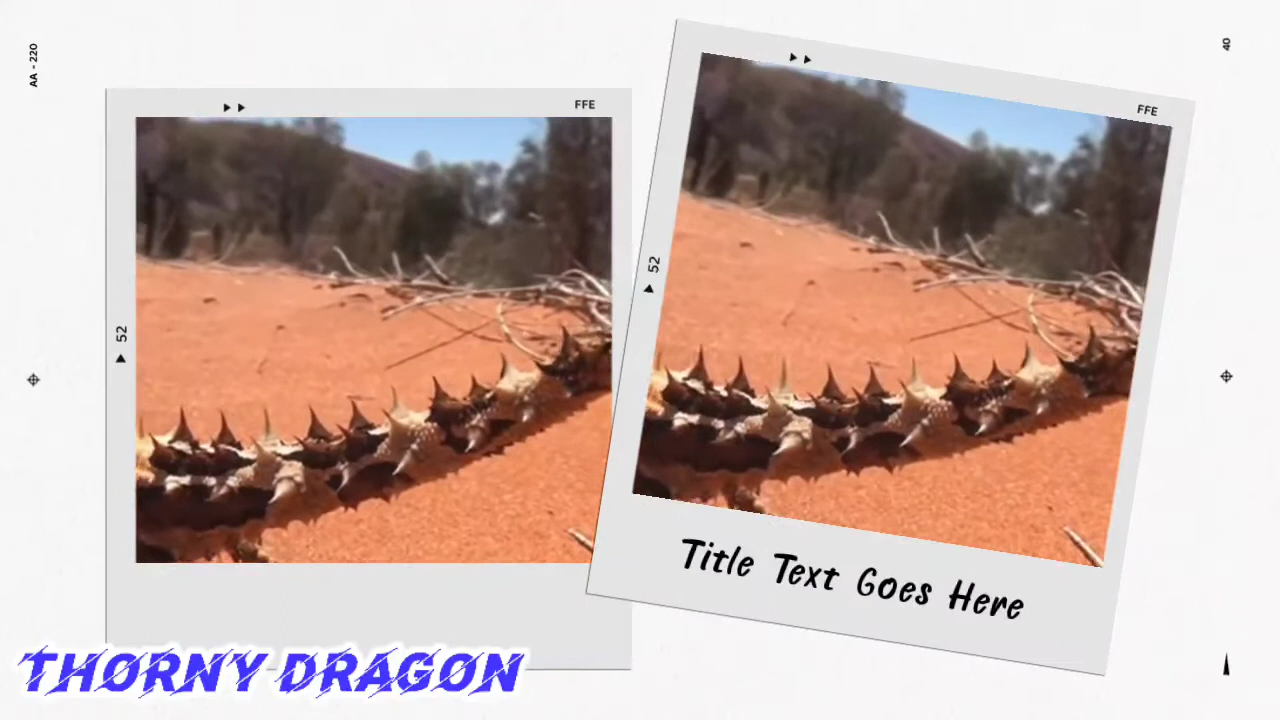 AA - 220
40
FFE
52
FFE
52
Title Text Goes Here
THORNY DRAGON